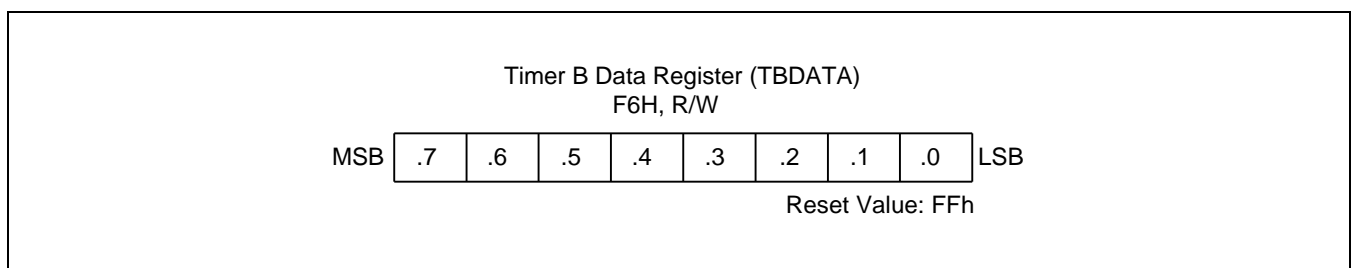 Timer B Data Register (TBDATA)
F6H, R/W
MSB .7 .6 .5 .4 .3 .2 .1 .0 LSB
Reset Value: FFh